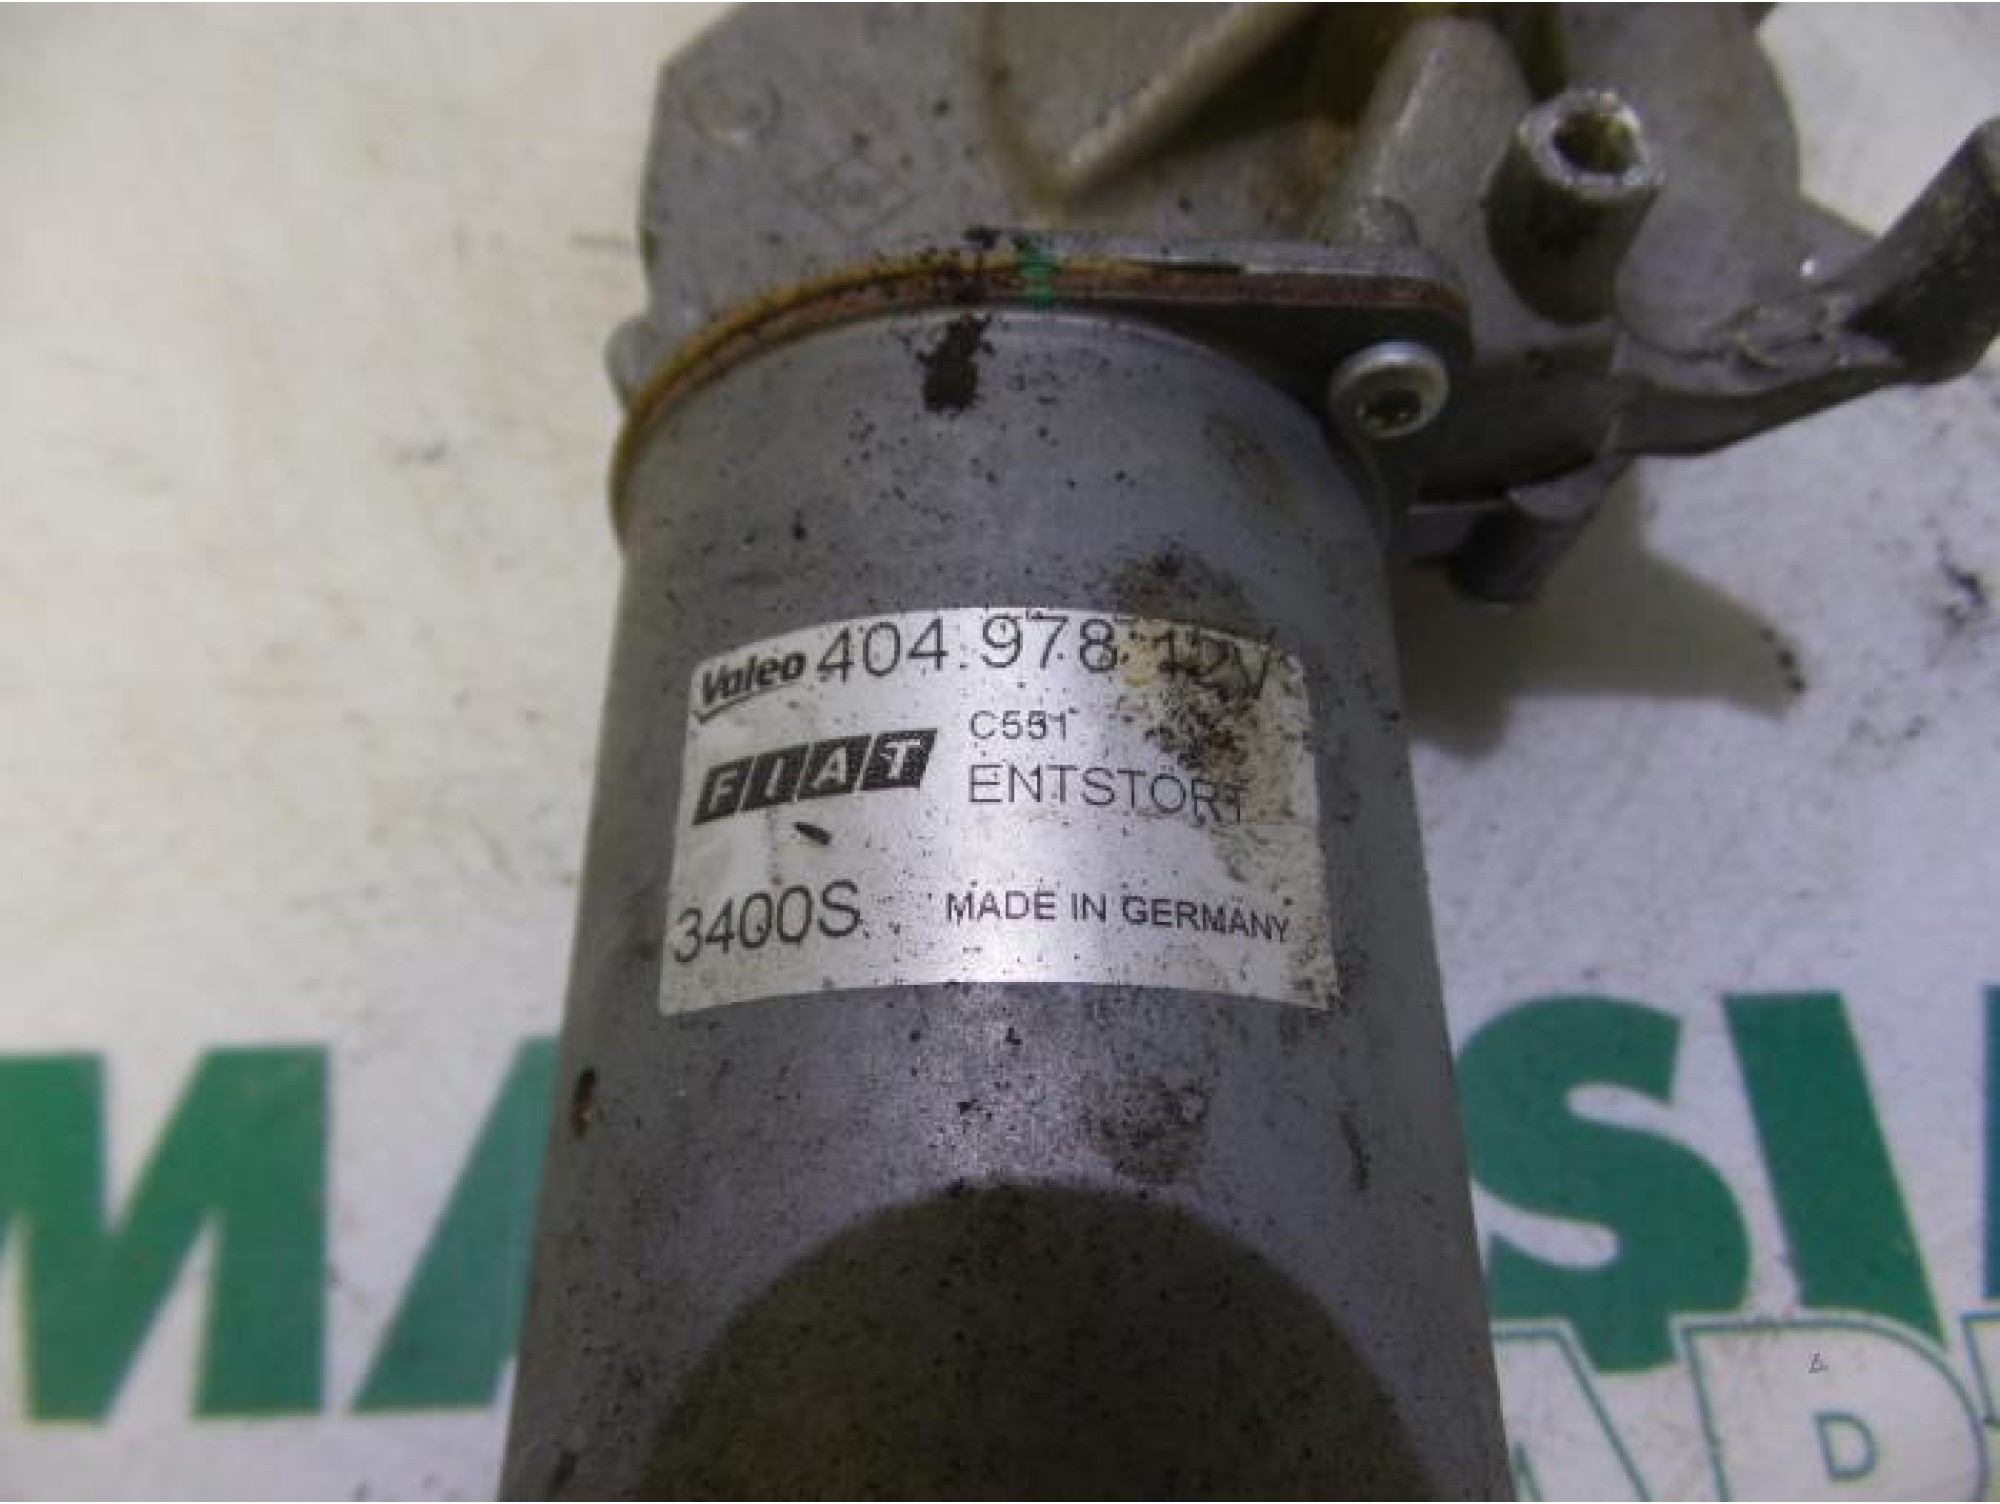 Valeo 404.978 12V
FIAT C551
ENTSTÖRT
3400S MADE IN GERMANY